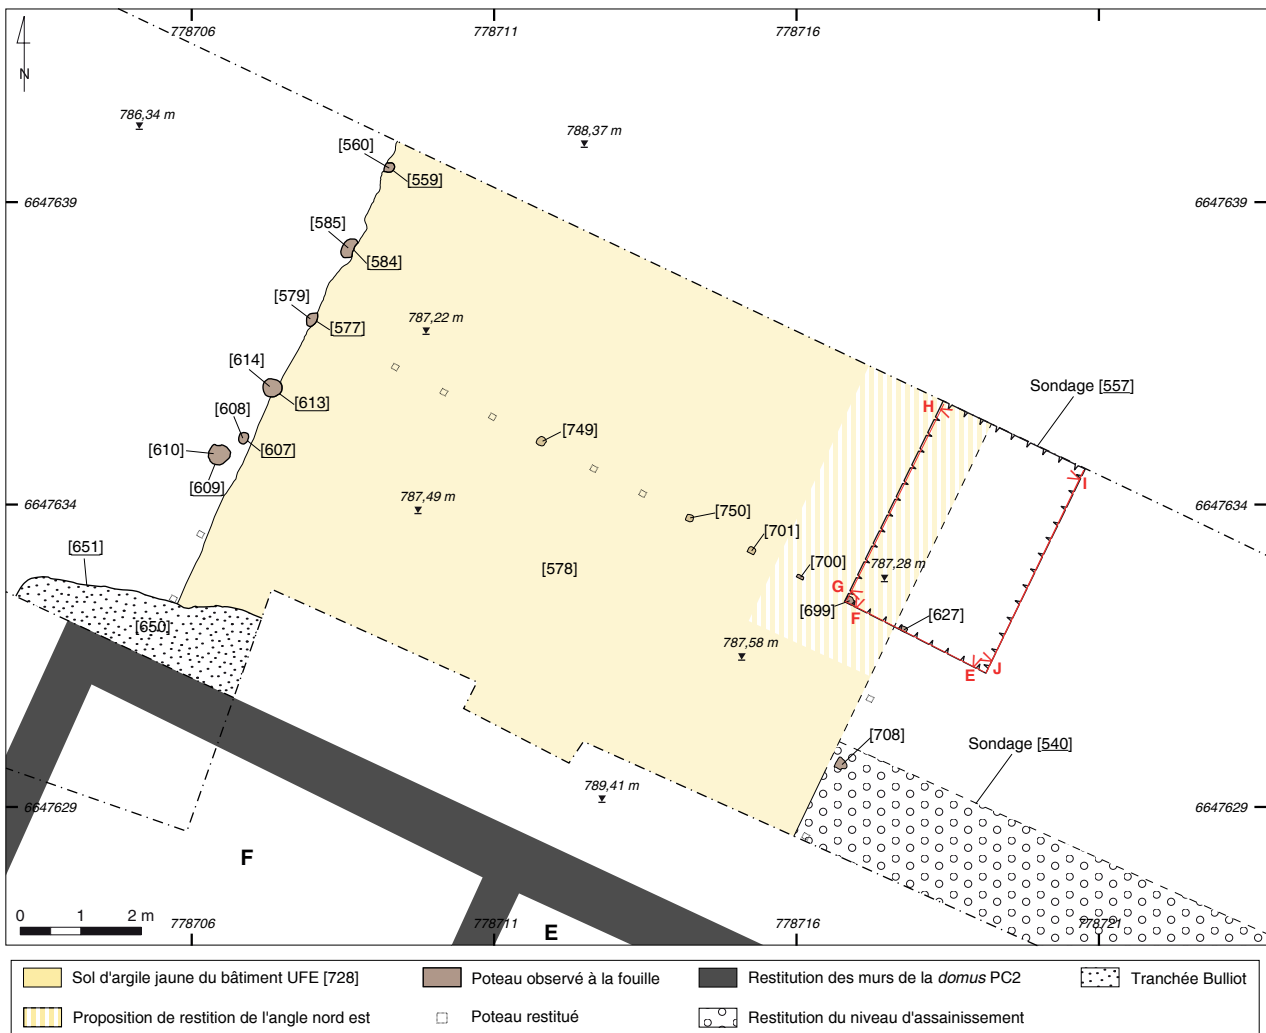 778706 778711 778716
N
786,34 m
788,37 m
[560]
[559]
6647639 6647639
[585]
[584]
[579]
[577]
787,22 m
[614]
[613]
Sondage [557]
H
[608]
[607]
[610]
[609]
[749]
I
787,49 m
6647634 6647634
[750]
[701]
[651]
[578]
[700]
787,28 m
G
[699]
F
[627]
[650]
787,58 m
E J
[708]
Sondage [540]
789,41 m
6647629 6647629
F
E
0 1 2 m
778706 778711 778716 778721
Sol d'argile jaune du bâtiment UFE [728]
Poteau observé à la fouille
Restitution des murs de la domus PC2
Tranchée Bulliot
Proposition de restition de l'angle nord est
Poteau restitué
Restitution du niveau d'assainissement